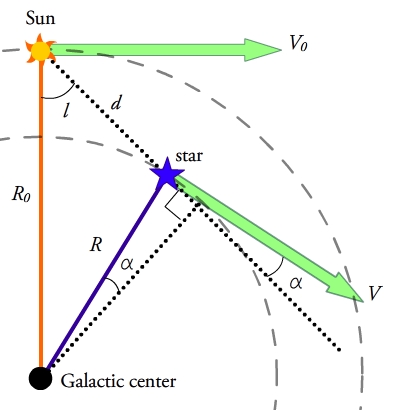 Sun
V₀
l
d
star
R₀
R
α
α
V
Galactic center